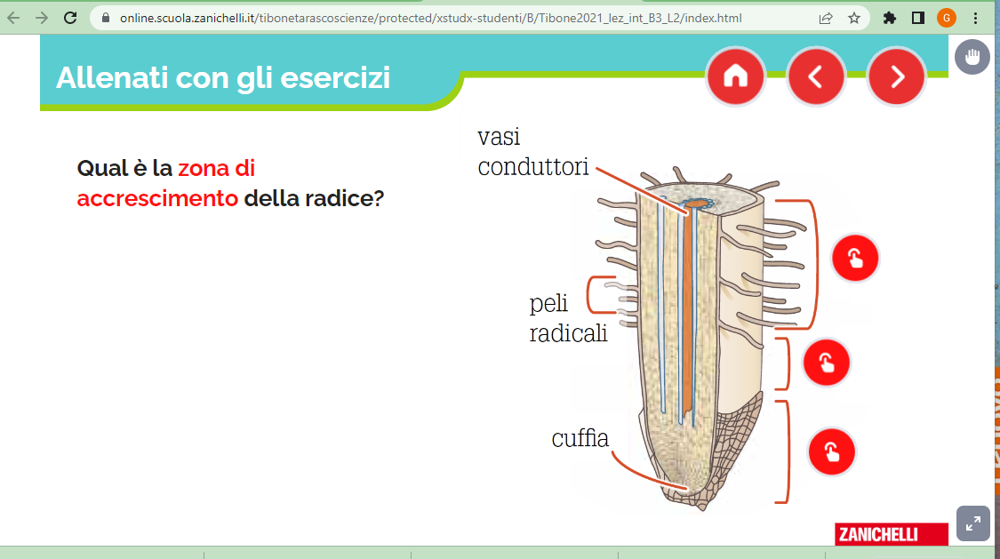 online.scuola.zanichelli.it/tibonetarascoscienze/protected/xstudx-studenti/B/Tibone2021_lez_int_B3_L2/index.html
G
Allenati con gli esercizi
Qual è la zona di
accrescimento della radice?
vasi
conduttori
peli
radicali
cuffia
ZANICHELLI